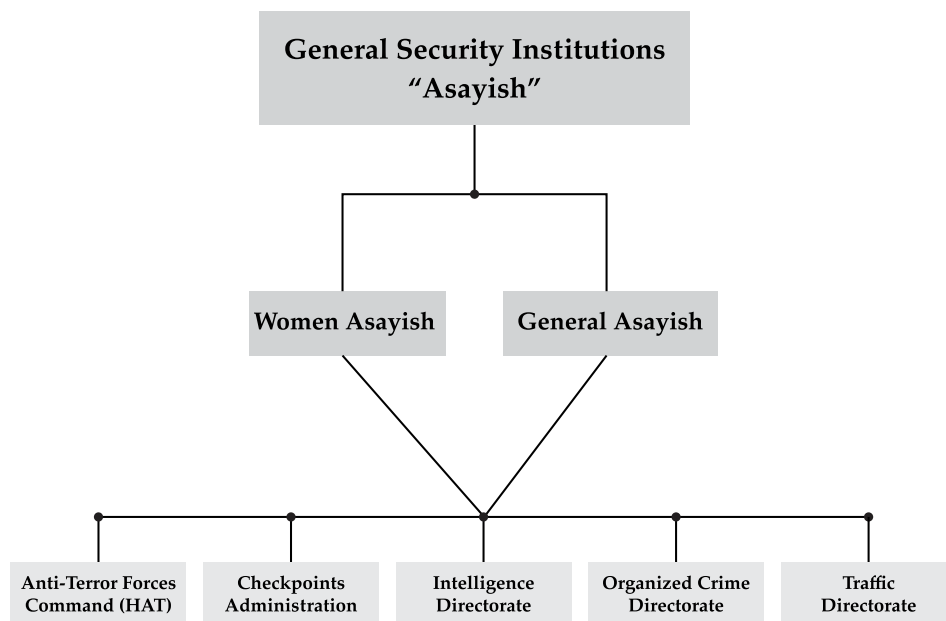 General Security Institutions
“Asayish”
Women Asayish
General Asayish
Anti-Terror Forces
Command (HAT)
Checkpoints
Administration
Intelligence
Directorate
Organized Crime
Directorate
Traffic
Directorate